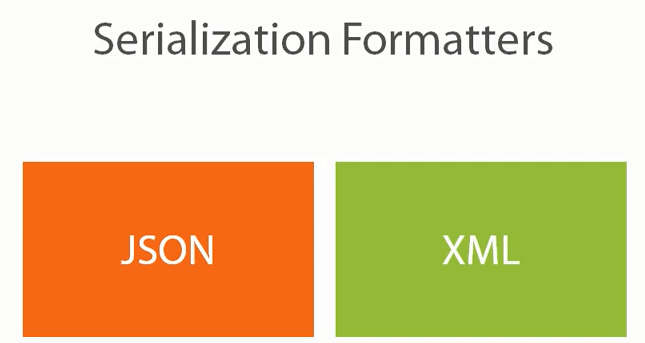 Serialization Formatters
JSON
XML